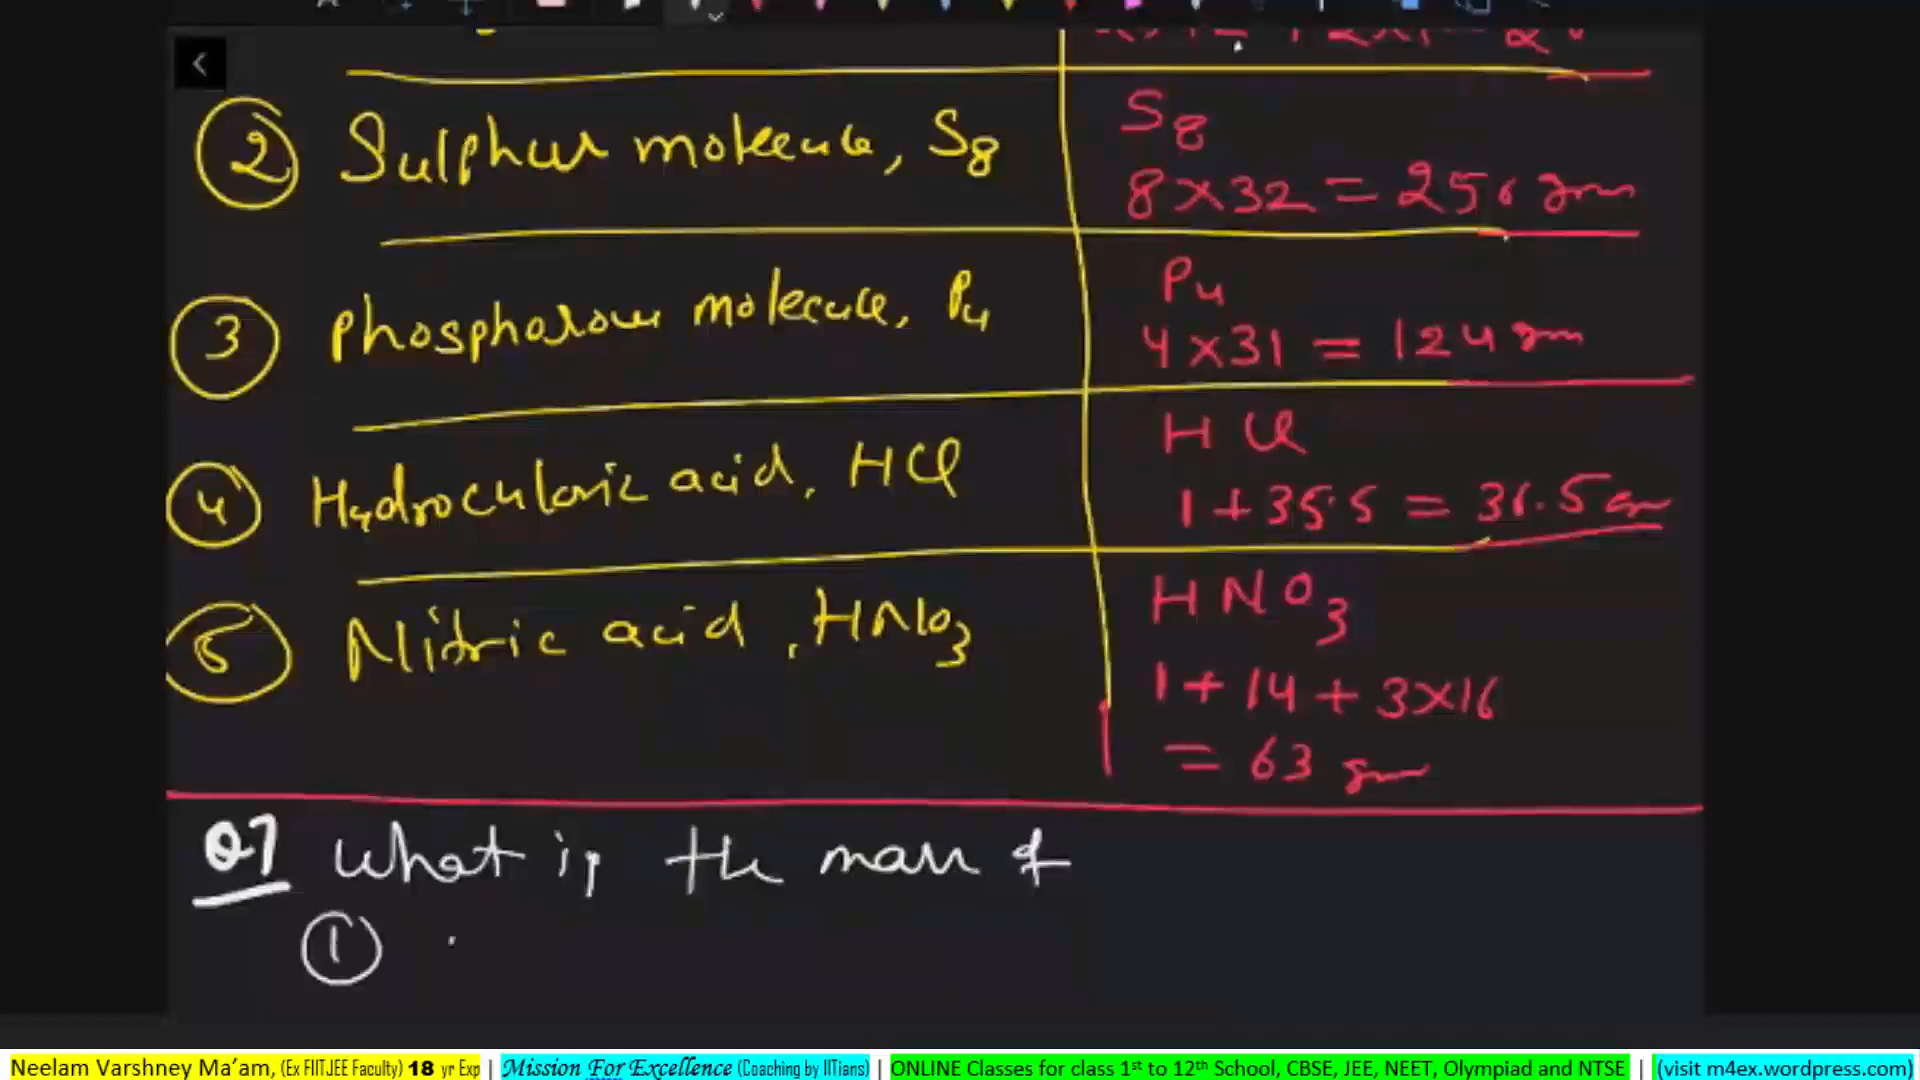 2 Sulphur molecule, S8
S8
8×32 = 256 gm
3 Phosphorous molecule, P4
P4
4×31 = 124 gm
4 Hydrochloric acid, HCl
HCl
1+35.5 = 36.5 gm
5 Nitric acid, HNO3
HNO3
1+14+3×16
= 63 gm
Q7 What is the mass of
1
Neelam Varshney Ma’am, (Ex FIITJEE Faculty) 18 yr Exp | Mission For Excellence (Coaching by IITians) | ONLINE Classes for class 1st to 12th School, CBSE, JEE, NEET, Olympiad and NTSE | (visit m4ex.wordpress.com)